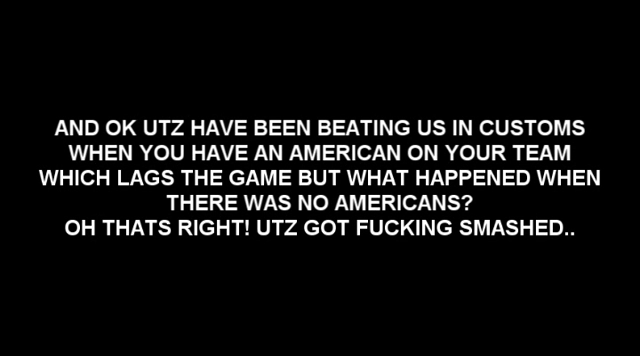 AND OK UTZ HAVE BEEN BEATING US IN CUSTOMS
WHEN YOU HAVE AN AMERICAN ON YOUR TEAM
WHICH LAGS THE GAME BUT WHAT HAPPENED WHEN
THERE WAS NO AMERICANS?
OH THATS RIGHT! UTZ GOT FUCKING SMASHED..